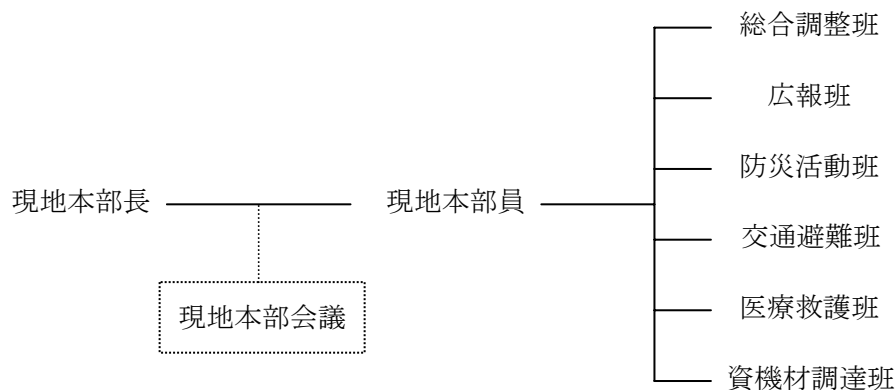 総合調整班
広報班
防災活動班
現地本部長
現地本部員
交通避難班
現地本部会議
医療救護班
資機材調達班